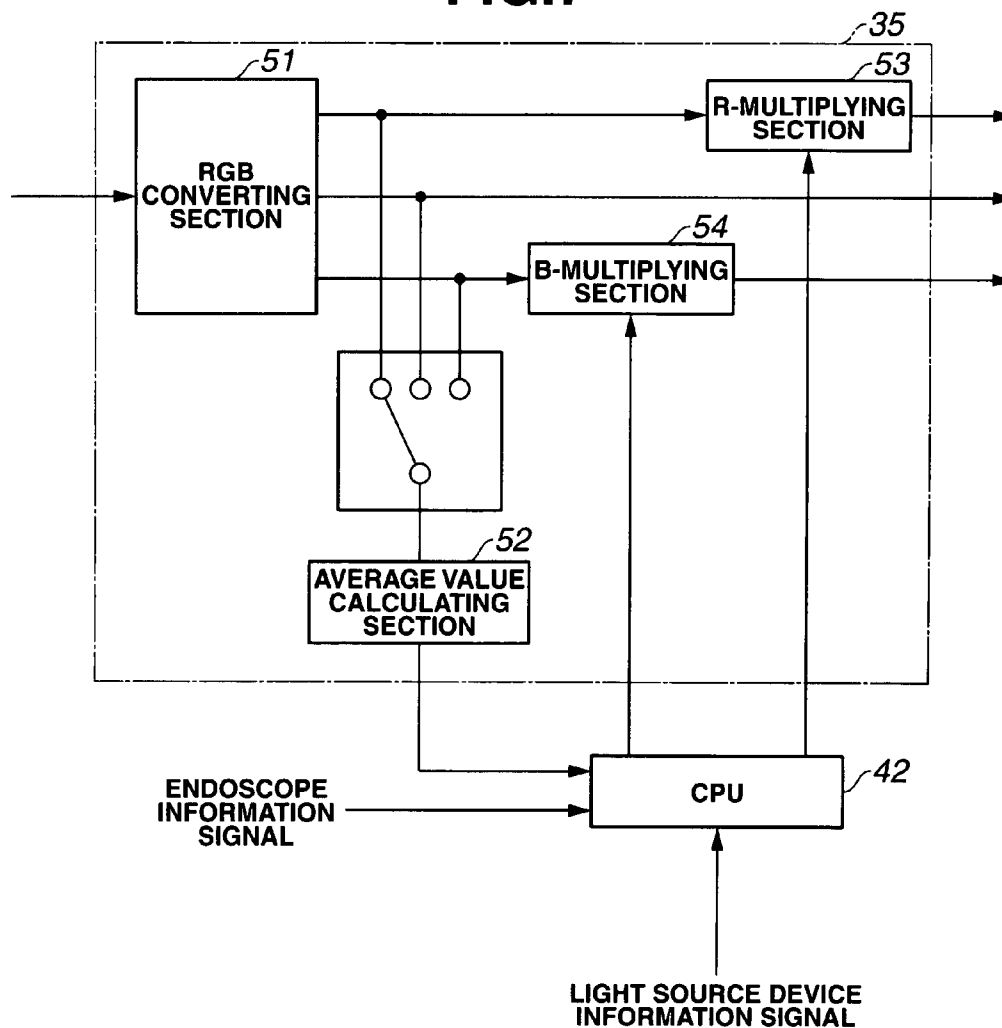 35
51
53
R-MULTIPLYING
SECTION
RGB
CONVERTING
SECTION
54
B-MULTIPLYING
SECTION
52
AVERAGE VALUE
CALCULATING
SECTION
ENDOSCOPE
INFORMATION
SIGNAL
CPU
42
LIGHT SOURCE DEVICE
INFORMATION SIGNAL